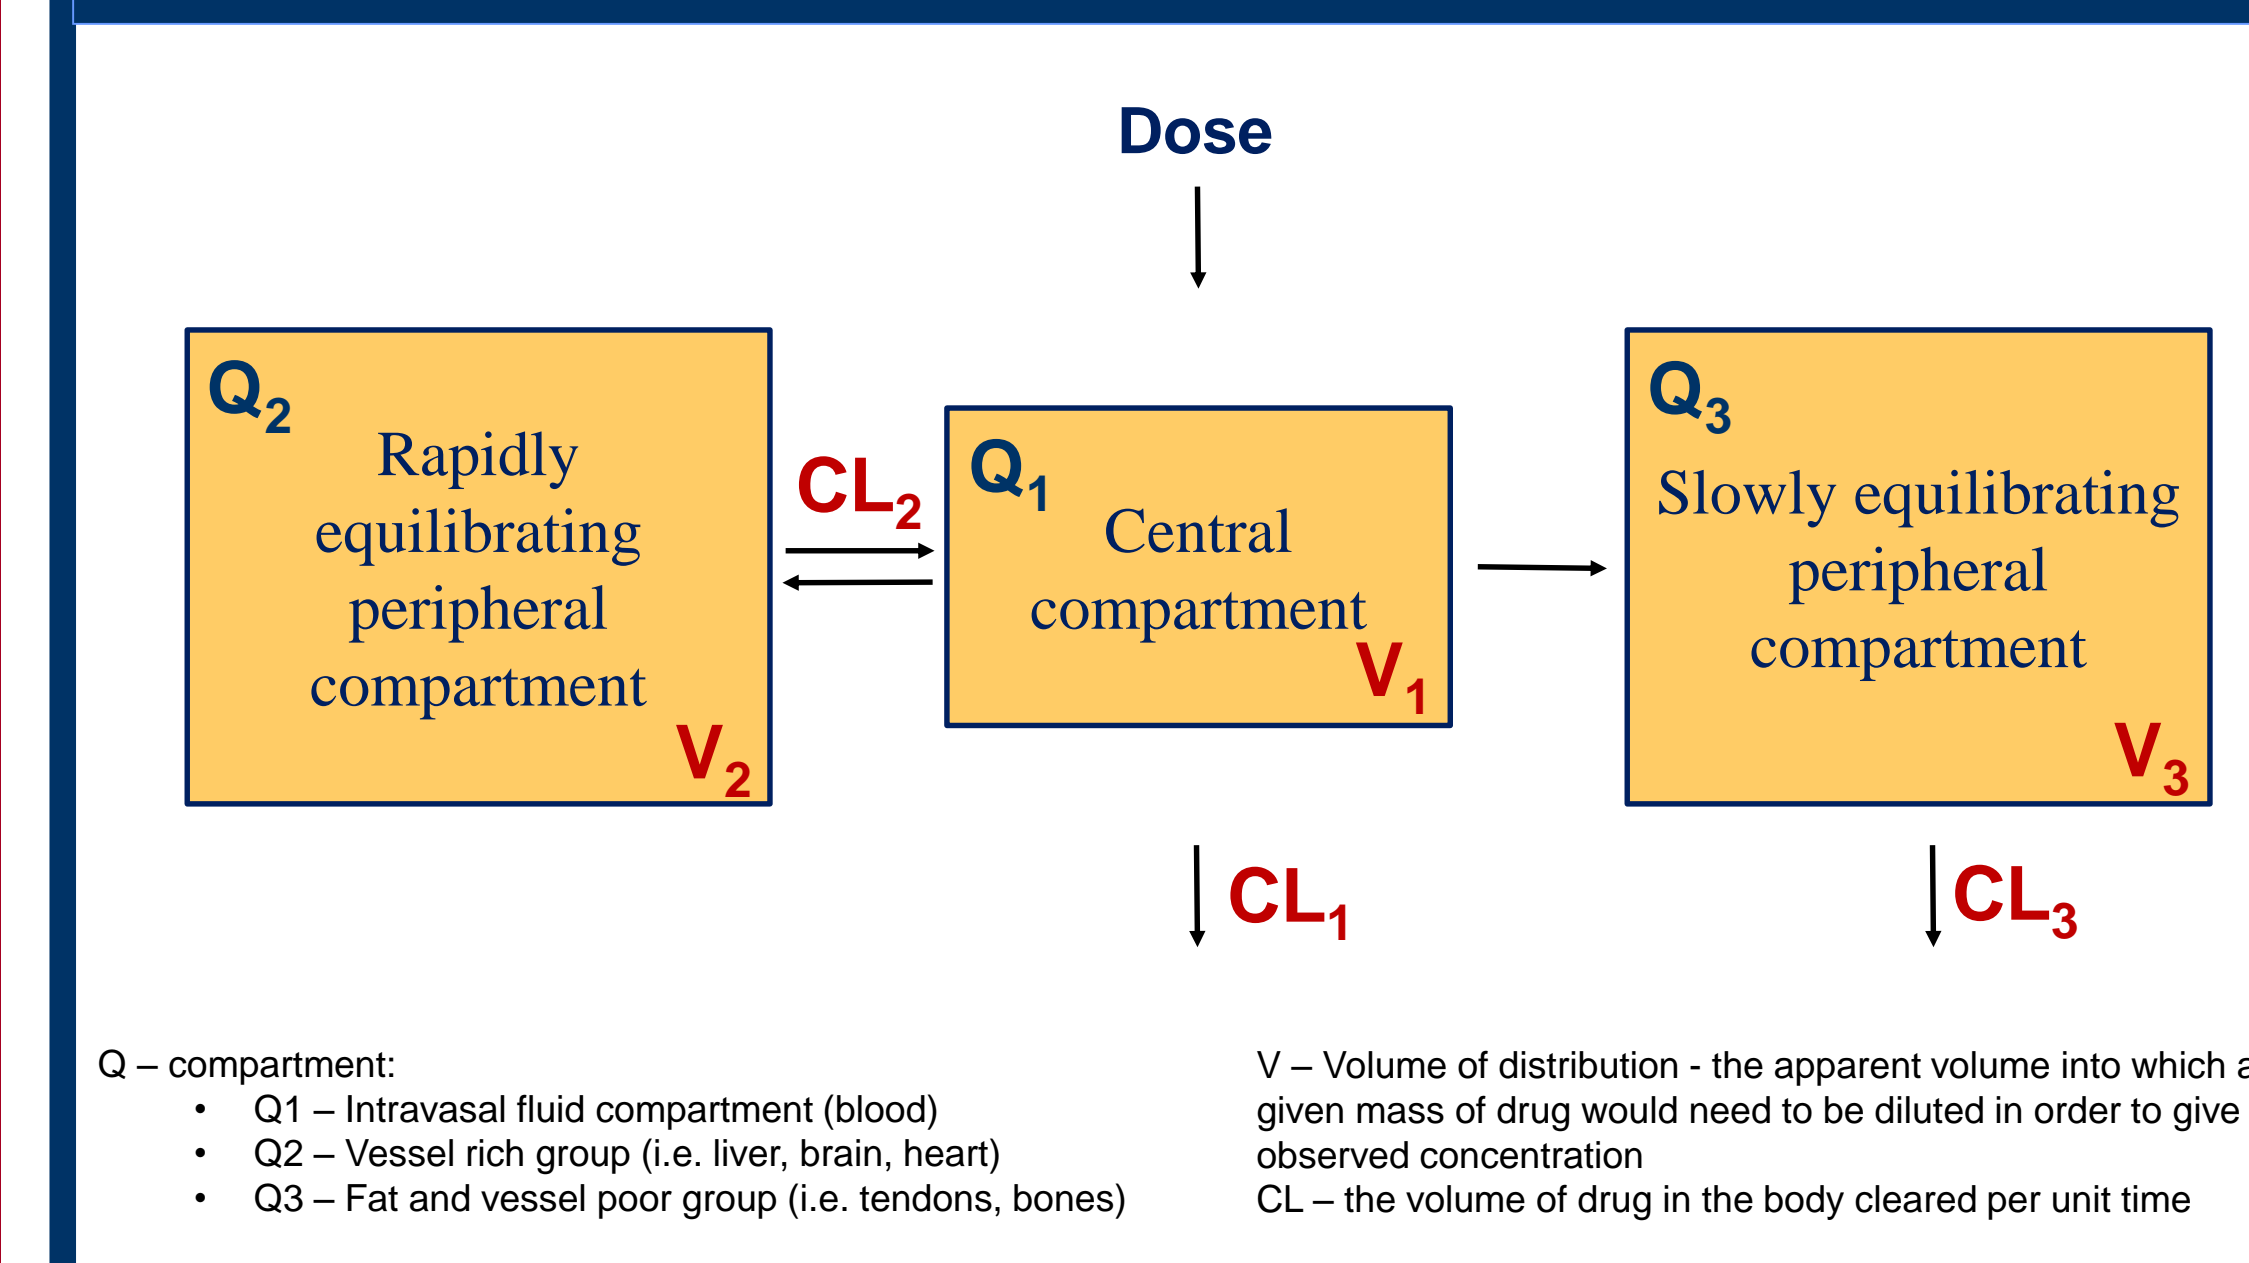 Dose
Q2
Rapidly
equilibrating
peripheral
compartment
V2
CL2
Q1
Central
compartment
V1
Q3
Slowly equilibrating
peripheral
compartment
V3
CL1
CL3
Q – compartment:
• Q1 – Intravasal fluid compartment (blood)
• Q2 – Vessel rich group (i.e. liver, brain, heart)
• Q3 – Fat and vessel poor group (i.e. tendons, bones)
V – Volume of distribution - the apparent volume into which a
given mass of drug would need to be diluted in order to give
observed concentration
CL – the volume of drug in the body cleared per unit time